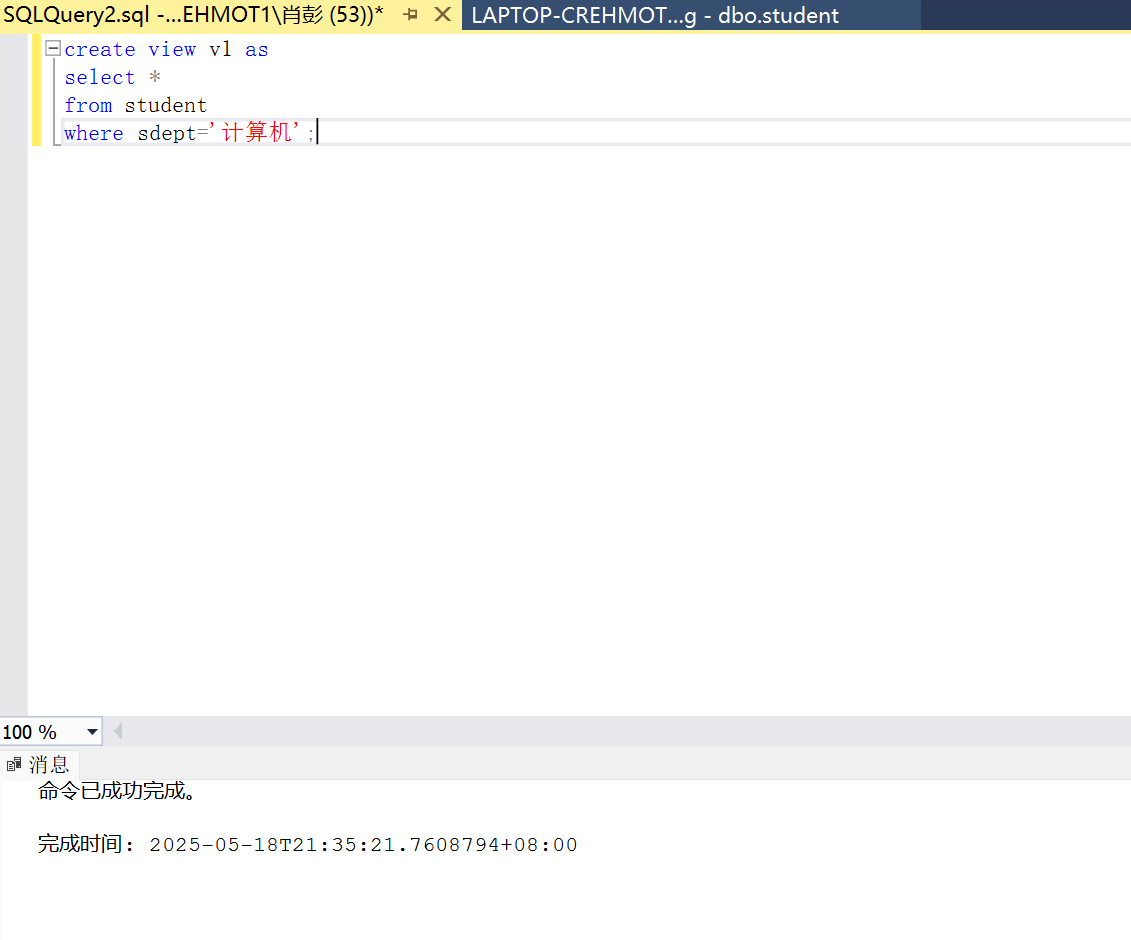 SQLQuery2.sql -...EHMOT1\肖彭 (53))*
LAPTOP-CREHMOT...g - dbo.student
create view v1 as
select *
from student
where sdept='计算机';
100 %
消息
命令已成功完成。
完成时间: 2025-05-18T21:35:21.7608794+08:00